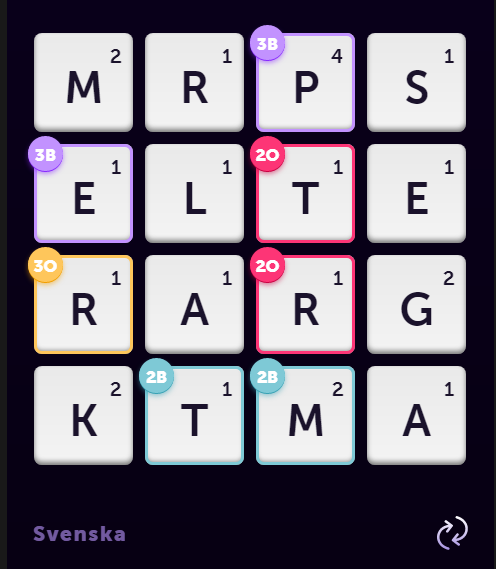 3B
M 2 R 1 P 4 S 1
3B 2O
E 1 L 1 T 1 E 1
3O 2O
R 1 A 1 R 1 G 2
2B 2B
K 2 T 1 M 2 A 1
Svenska